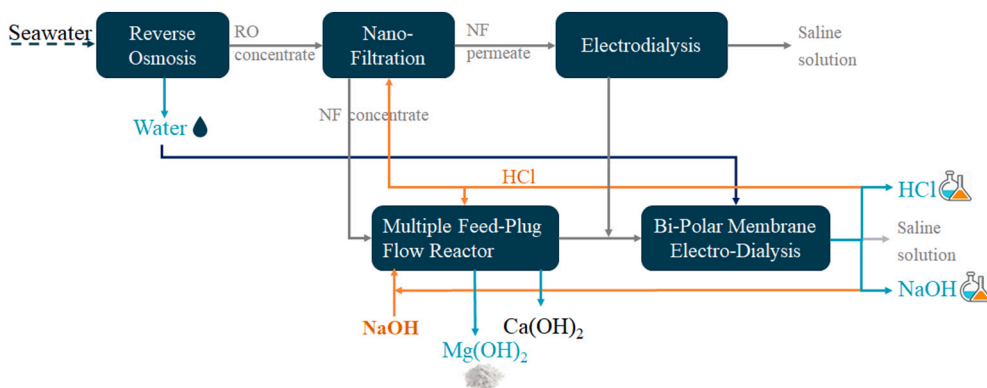 Seawater
Reverse
Osmosis
RO
concentrate
Nano-
Filtration
NF
permeate
Electrodialysis
Saline
solution
NF concentrate
Water
HCl
HCl
Multiple Feed-Plug
Flow Reactor
Bi-Polar Membrane
Electro-Dialysis
Saline
solution
NaOH
NaOH
Ca(OH)₂
Mg(OH)₂